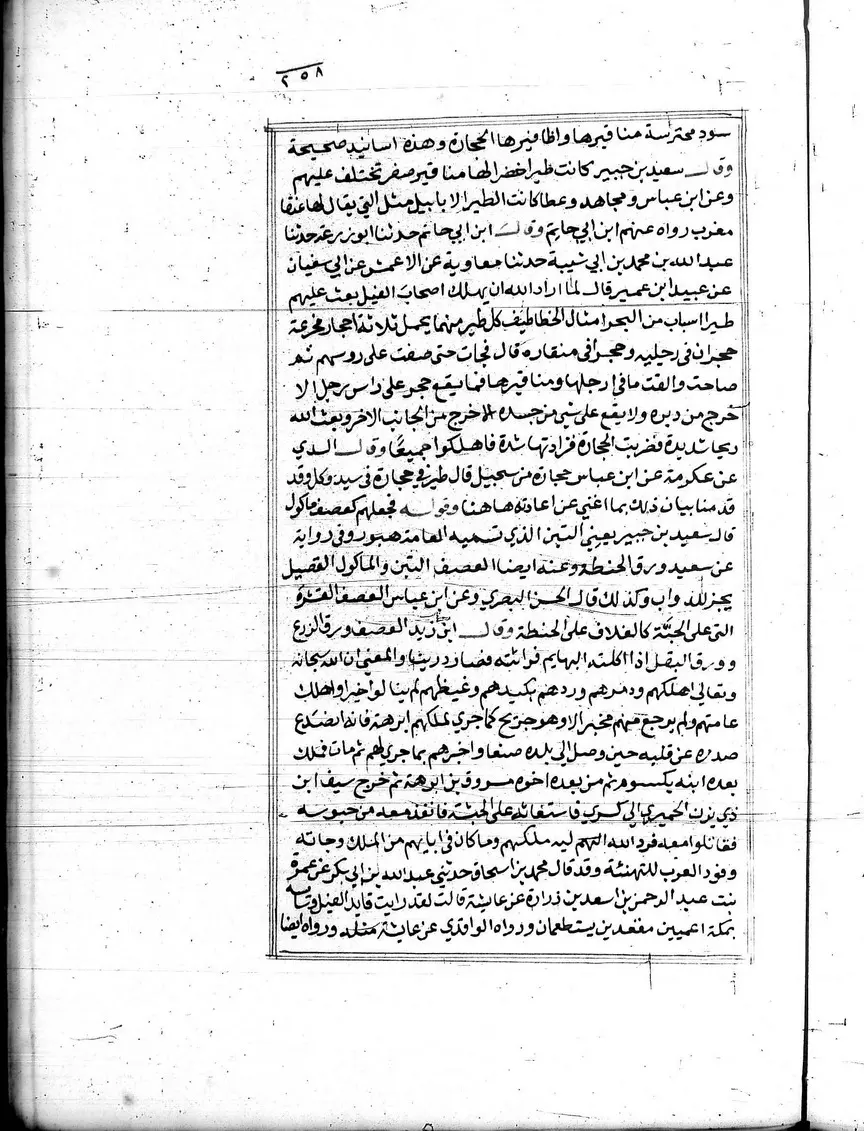 ٢٥٨
سود محترسة مناقيرها واظافيرها الحجارة وهذه اسانيد صحيحة
وقال سعيد بن جبير كانت طيرا خضرا لها مناقير صفر تختلف عليهم
وعن ابن عباس ومجاهد وعطا كانت الطير الابابيل مثل التي يقال لها عنقا
مغرب رواه عنهم ابن ابي حاتم وقال ابن ابي حاتم حدثنا ابو زرعة حدثنا
عبد الله بن محمد بن ابي شيبة حدثنا معاوية عن الاعمش عن ابي سفيان
عن عبيد ابن عمير قال لما اراد الله ان يهلك اصحاب الفيل بعث عليهم
طيرا اسباب من البحر امثال الخطاطيف كل طير منهما يحمل ثلاثة احجار مجرعة
حجران في رجليه وحجر في منقاره قال فجات حتى صفت على روسهم ثم
صاحت والقت ما في ارجلها ومناقيرها فما يقع حجر على راس رجل الا
خرج من دبره ولا يقع على شي من جسده الا خرج من الجانب الاخر وبعث الله
ريحا شديدة فضربت الحجارة فزادتها شدة فاهلكوا جميعًا وقال السدي
عن عكرمة عن ابن عباس حجارة من سجيل قال طين في حجارة وقد
قدمنا بيان ذلك بما اغني عن اعادته هاهنا وقوله فجعلهم كعصف ماكول
قال سعيد بن جبير يعني التبن الذي تسميه العامة هبور وفي رواية
عن سعيد ورق الحنطة وعنه ايضا العصيف التبن والماكول القصيل
يجز للدواب وكذلك قال الحسن البصري وعن ابن عباس العصف القشرة
التي على الحبّة كالغلاف على الحنطة وقال ابن زيد العصف ورق الزرع
وورق البقل اذا اكلته البهايم فراثته فصار درينا والمعنى ان الله سبحانه
وتعالى اهلكهم ودمرهم وردهم بكيدهم وغيظهم لم ينالوا خيرا واهلك
عامتهم ولم يرجع منهم مخبر الا وهو جريح كما جري لملكهم ابرهة فانه انصدع
صدره عن قلبه حين وصل الى بلده صنعا واخبرهم بما جري لهم ثم مات فملك
بعده ابنه يكسوم ثم من بعده اخوه مسروق بن ابرهة ثم خرج سيف ابن
ذي يزن الحميري الى كسري فاستغاثه على الحبشة فانفذ معه من جيوشه
فقاتلوا معه فرد الله اليهم ملكهم وما كان في ابايهم من الملك وجاته
وفود العرب للتهنئة وقد قال محمد بن اسحاق حدثني عبد الله بن ابي بكر عن عمرة
بنت عبد الرحمن بن اسعد بن زرارة عن عايشة قالت لقد رايت قايد الفيل وسايسه
بمكة اعميين مقعدين يستطعمان ورواه الواقدي عن عايشة مثله ورواه ايضا